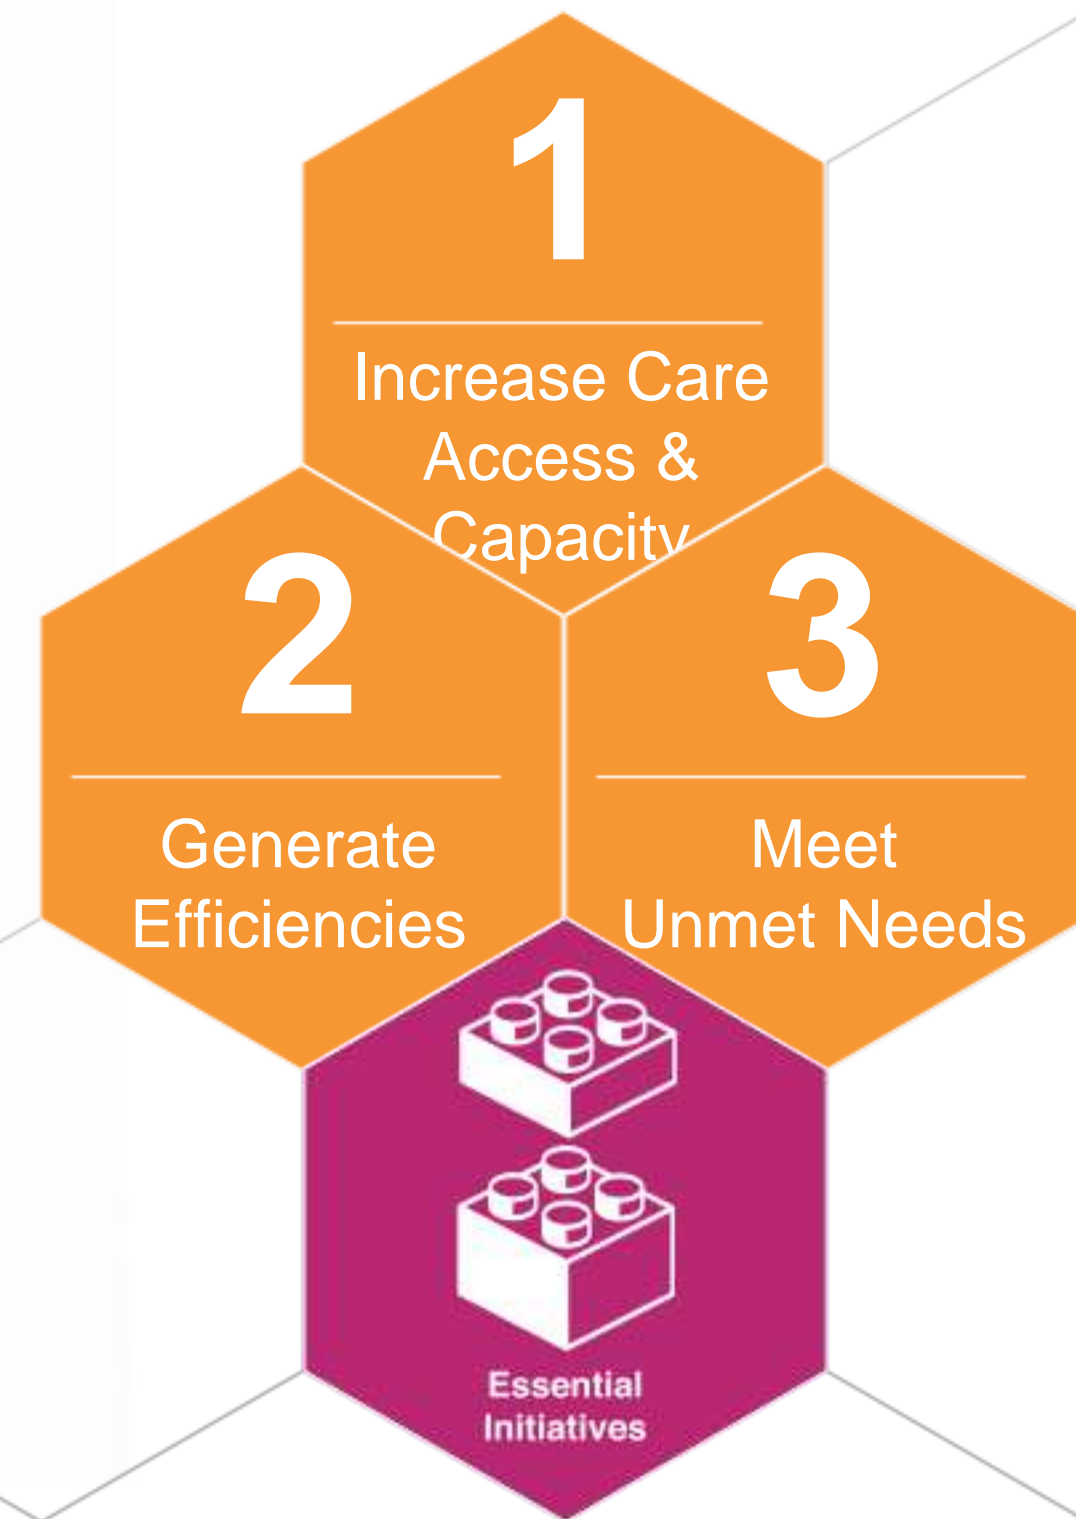 1
Increase Care
Access &
Capacity
2
Generate
Efficiencies
3
Meet
Unmet Needs
Essential
Initiatives